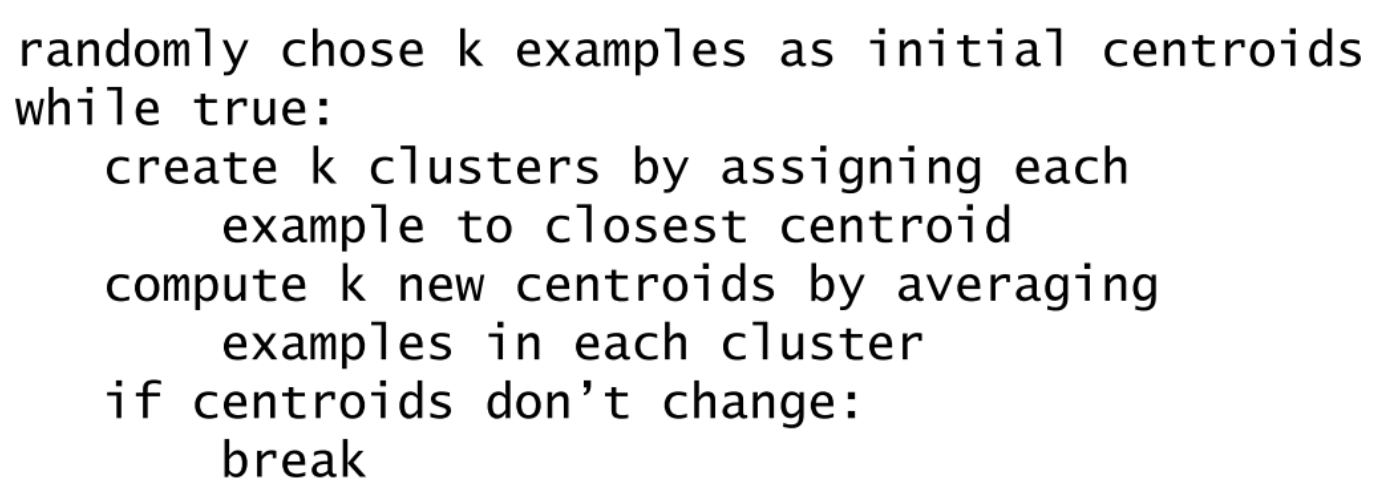 randomly chose k examples as initial centroids
while true:
create k clusters by assigning each
example to closest centroid
compute k new centroids by averaging
examples in each cluster
if centroids don’t change:
break